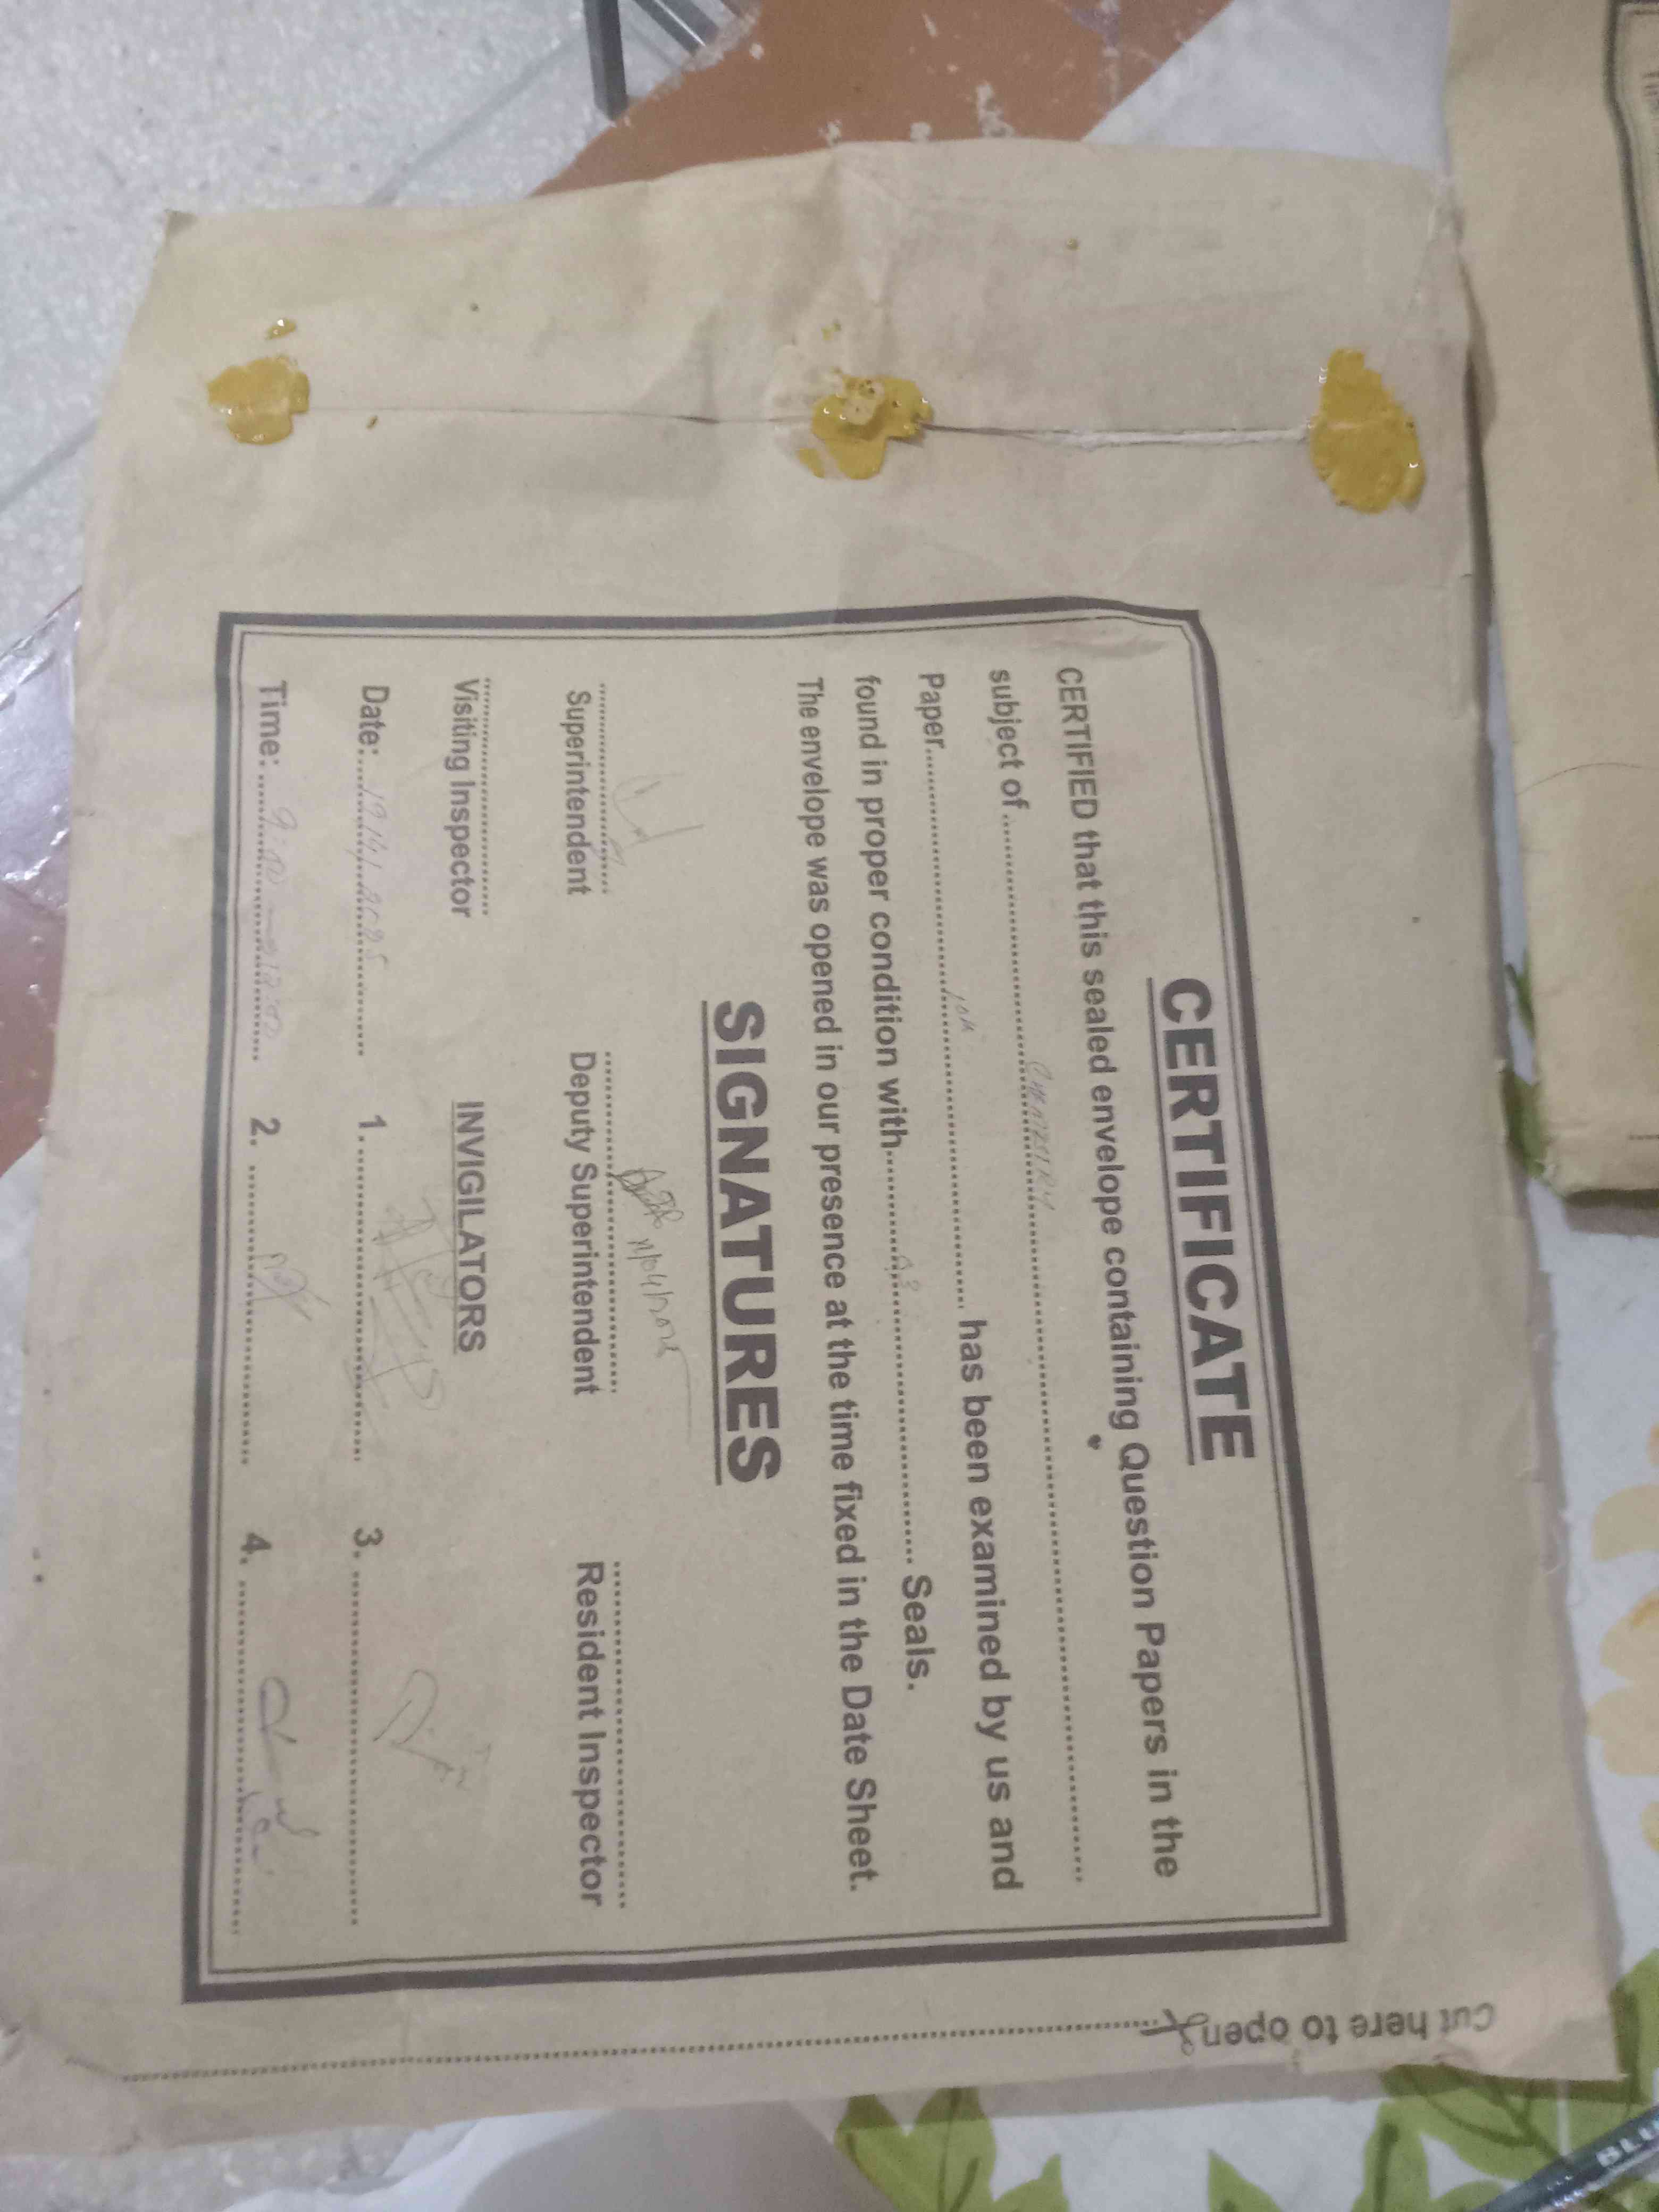 CERTIFICATE
CERTIFIED that this sealed envelope containing Question Papers in the
subject of.......... CHEMISTRY ..........
Paper.......... 10th .......... has been examined by us and
found in proper condition with.......... 03 .......... Seals.
The envelope was opened in our presence at the time fixed in the Date Sheet.
SIGNATURES
Superintendent Deputy Superintendent Resident Inspector
Visiting Inspector INVIGILATORS
Date: 1. 3.
Time: 2. 4.
Cut here to open